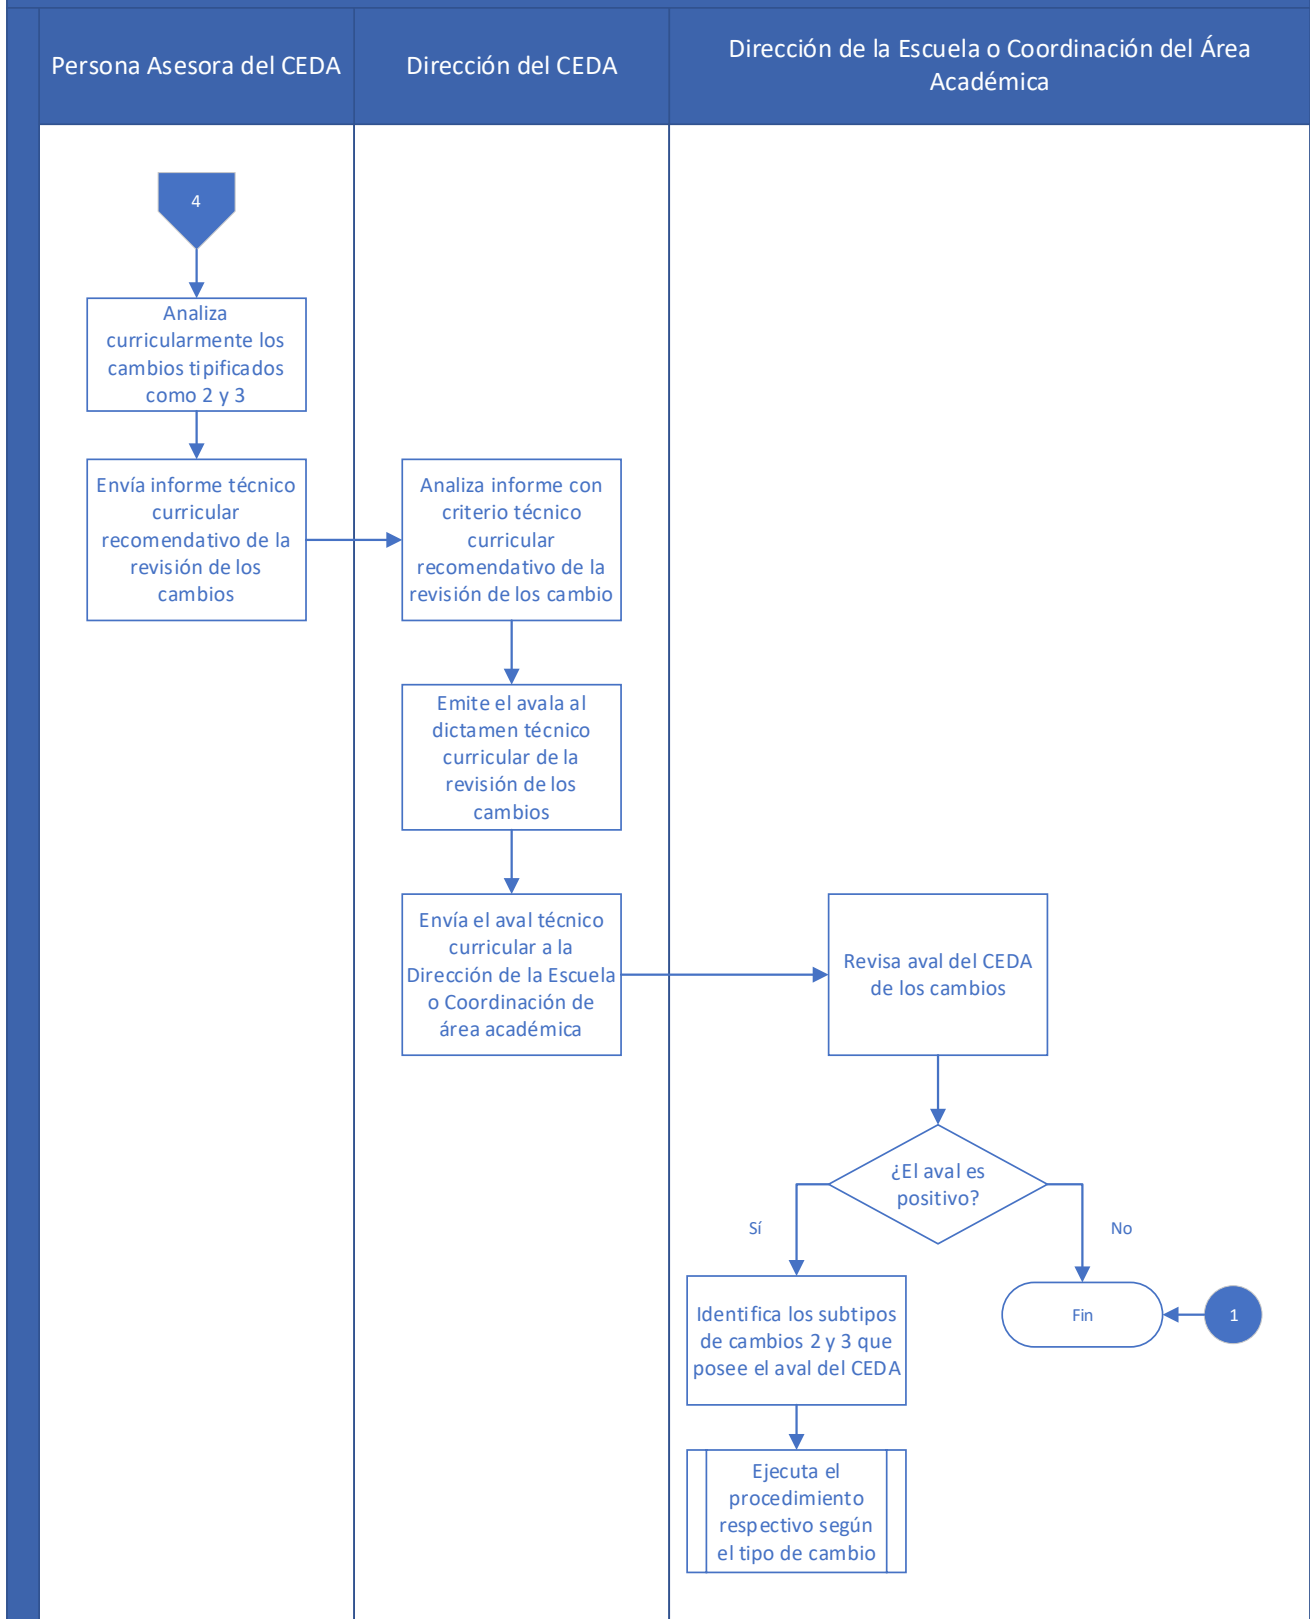 Persona Asesora del CEDA
Dirección del CEDA
Dirección de la Escuela o Coordinación del Área
Académica
4
Analiza
curricularmente los
cambios tipificados
como 2 y 3
Envía informe técnico
curricular
recomendativo de la
revisión de los
cambios
Analiza informe con
criterio técnico
curricular
recomendativo de la
revisión de los cambio
Emite el avala al
dictamen técnico
curricular de la
revisión de los
cambios
Envía el aval técnico
curricular a la
Dirección de la Escuela
o Coordinación de
área académica
Revisa aval del CEDA
de los cambios
¿El aval es
positivo?
Sí
No
Identifica los subtipos
de cambios 2 y 3 que
posee el aval del CEDA
Fin
1
Ejecuta el
procedimiento
respectivo según
el tipo de cambio